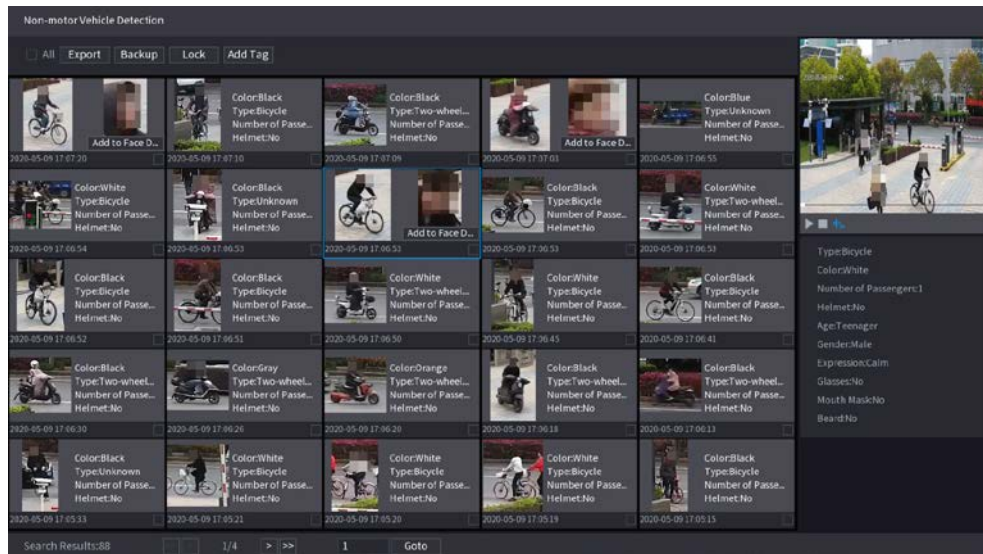 Non-motor Vehicle Detection
All Export Backup Lock Add Tag
Add to Face D...
2020-05-09 17:07:20
Color:Black
Type:Bicycle
Number of Passe...
Helmet:No
2020-05-09 17:07:10
Color:Black
Type:Two-wheel...
Number of Passe...
Helmet:No
2020-05-09 17:07:09
Add to Face D...
2020-05-09 17:07:03
Color:Blue
Type:Unknown
Number of Passe...
Helmet:No
2020-05-09 17:06:55
Color:White
Type:Bicycle
Number of Passe...
Helmet:No
2020-05-09 17:06:54
Color:Black
Type:Unknown
Number of Passe...
Helmet:No
2020-05-09 17:06:53
Add to Face D...
2020-05-09 17:06:53
Color:Black
Type:Bicycle
Number of Passe...
Helmet:No
2020-05-09 17:06:53
Color:White
Type:Two-wheel...
Number of Passe...
Helmet:No
2020-05-09 17:06:53
Color:Black
Type:Bicycle
Number of Passe...
Helmet:No
2020-05-09 17:06:52
Color:Black
Type:Bicycle
Number of Passe...
Helmet:No
2020-05-09 17:06:51
Color:White
Type:Two-wheel...
Number of Passe...
Helmet:No
2020-05-09 17:06:50
Color:White
Type:Bicycle
Number of Passe...
Helmet:No
2020-05-09 17:06:45
Color:Black
Type:Bicycle
Number of Passe...
Helmet:No
2020-05-09 17:06:41
Color:Black
Type:Two-wheel...
Number of Passe...
Helmet:No
2020-05-09 17:06:30
Color:Gray
Type:Two-wheel...
Number of Passe...
Helmet:No
2020-05-09 17:06:26
Color:Orange
Type:Two-wheel...
Number of Passe...
Helmet:No
2020-05-09 17:06:20
Color:Black
Type:Two-wheel...
Number of Passe...
Helmet:No
2020-05-09 17:06:18
Color:Black
Type:Two-wheel...
Number of Passe...
Helmet:No
2020-05-09 17:06:13
Color:Black
Type:Unknown
Number of Passe...
Helmet:No
2020-05-09 17:05:33
Color:White
Type:Bicycle
Number of Passe...
Helmet:No
2020-05-09 17:05:21
Color:White
Type:Bicycle
Number of Passe...
Helmet:No
2020-05-09 17:05:20
Color:White
Type:Bicycle
Number of Passe...
Helmet:No
2020-05-09 17:05:19
Color:Black
Type:Bicycle
Number of Passe...
Helmet:No
2020-05-09 17:05:15
Type:Bicycle
Color:White
Number of Passengers:1
Helmet:No
Age:Teenager
Gender:Male
Expression:Calm
Glasses:No
Mouth Mask:No
Beard:No
Search Results:88 1/4 > >> 1 Goto